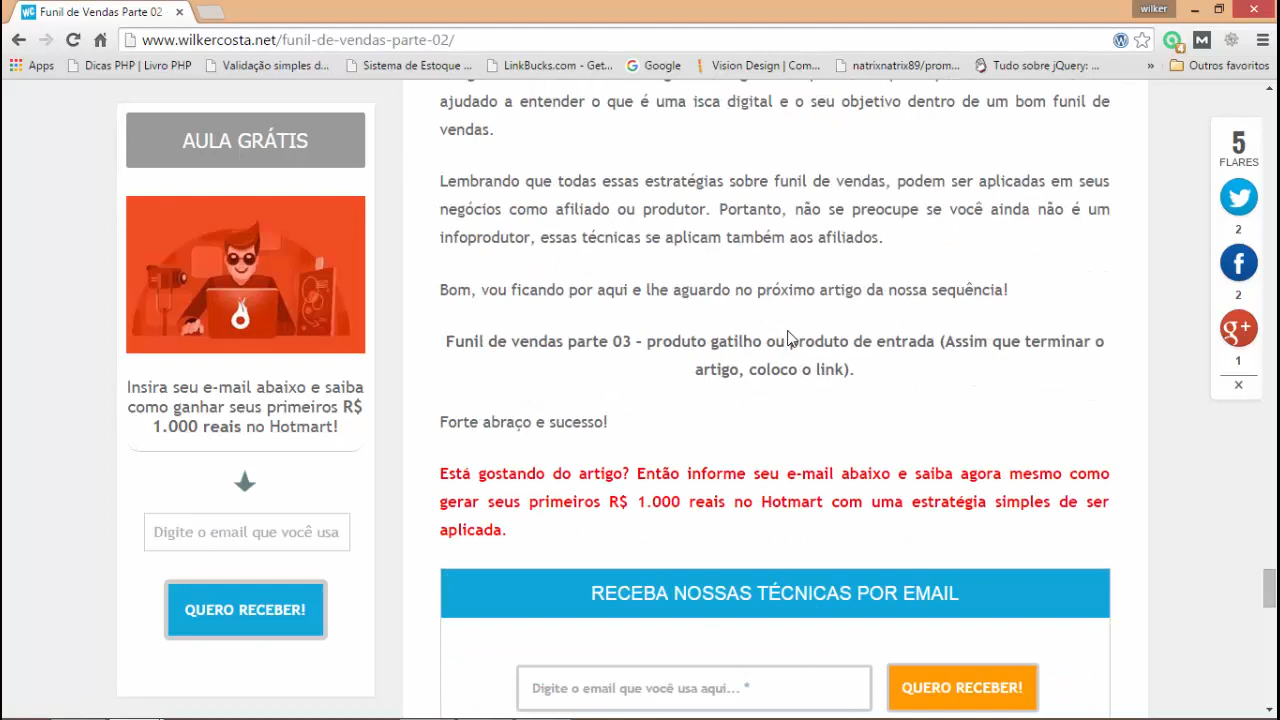 WC Funil de Vendas Parte 02 ×
wilker
www.wilkercosta.net/funil-de-vendas-parte-02/
Apps Dicas PHP | Livro PHP Validação simples d... Sistema de Estoque ... LinkBucks.com - Get... Google Vision Design | Com... natrixnatrix89/prom... Tudo sobre jQuery: ... » Outros favoritos
AULA GRÁTIS
Insira seu e-mail abaixo e saiba
como ganhar seus primeiros R$
1.000 reais no Hotmart!
Digite o email que você usa
QUERO RECEBER!
ajudado a entender o que é uma isca digital e o seu objetivo dentro de um bom funil de
vendas.
Lembrando que todas essas estratégias sobre funil de vendas, podem ser aplicadas em seus
negócios como afiliado ou produtor. Portanto, não se preocupe se você ainda não é um
infoprodutor, essas técnicas se aplicam também aos afiliados.
Bom, vou ficando por aqui e lhe aguardo no próximo artigo da nossa sequência!
Funil de vendas parte 03 – produto gatilho ou produto de entrada (Assim que terminar o
artigo, coloco o link).
Forte abraço e sucesso!
Está gostando do artigo? Então informe seu e-mail abaixo e saiba agora mesmo como
gerar seus primeiros R$ 1.000 reais no Hotmart com uma estratégia simples de ser
aplicada.
RECEBA NOSSAS TÉCNICAS POR EMAIL
Digite o email que você usa aqui... *
QUERO RECEBER!
5
FLARES
2
f
2
g+
1
×